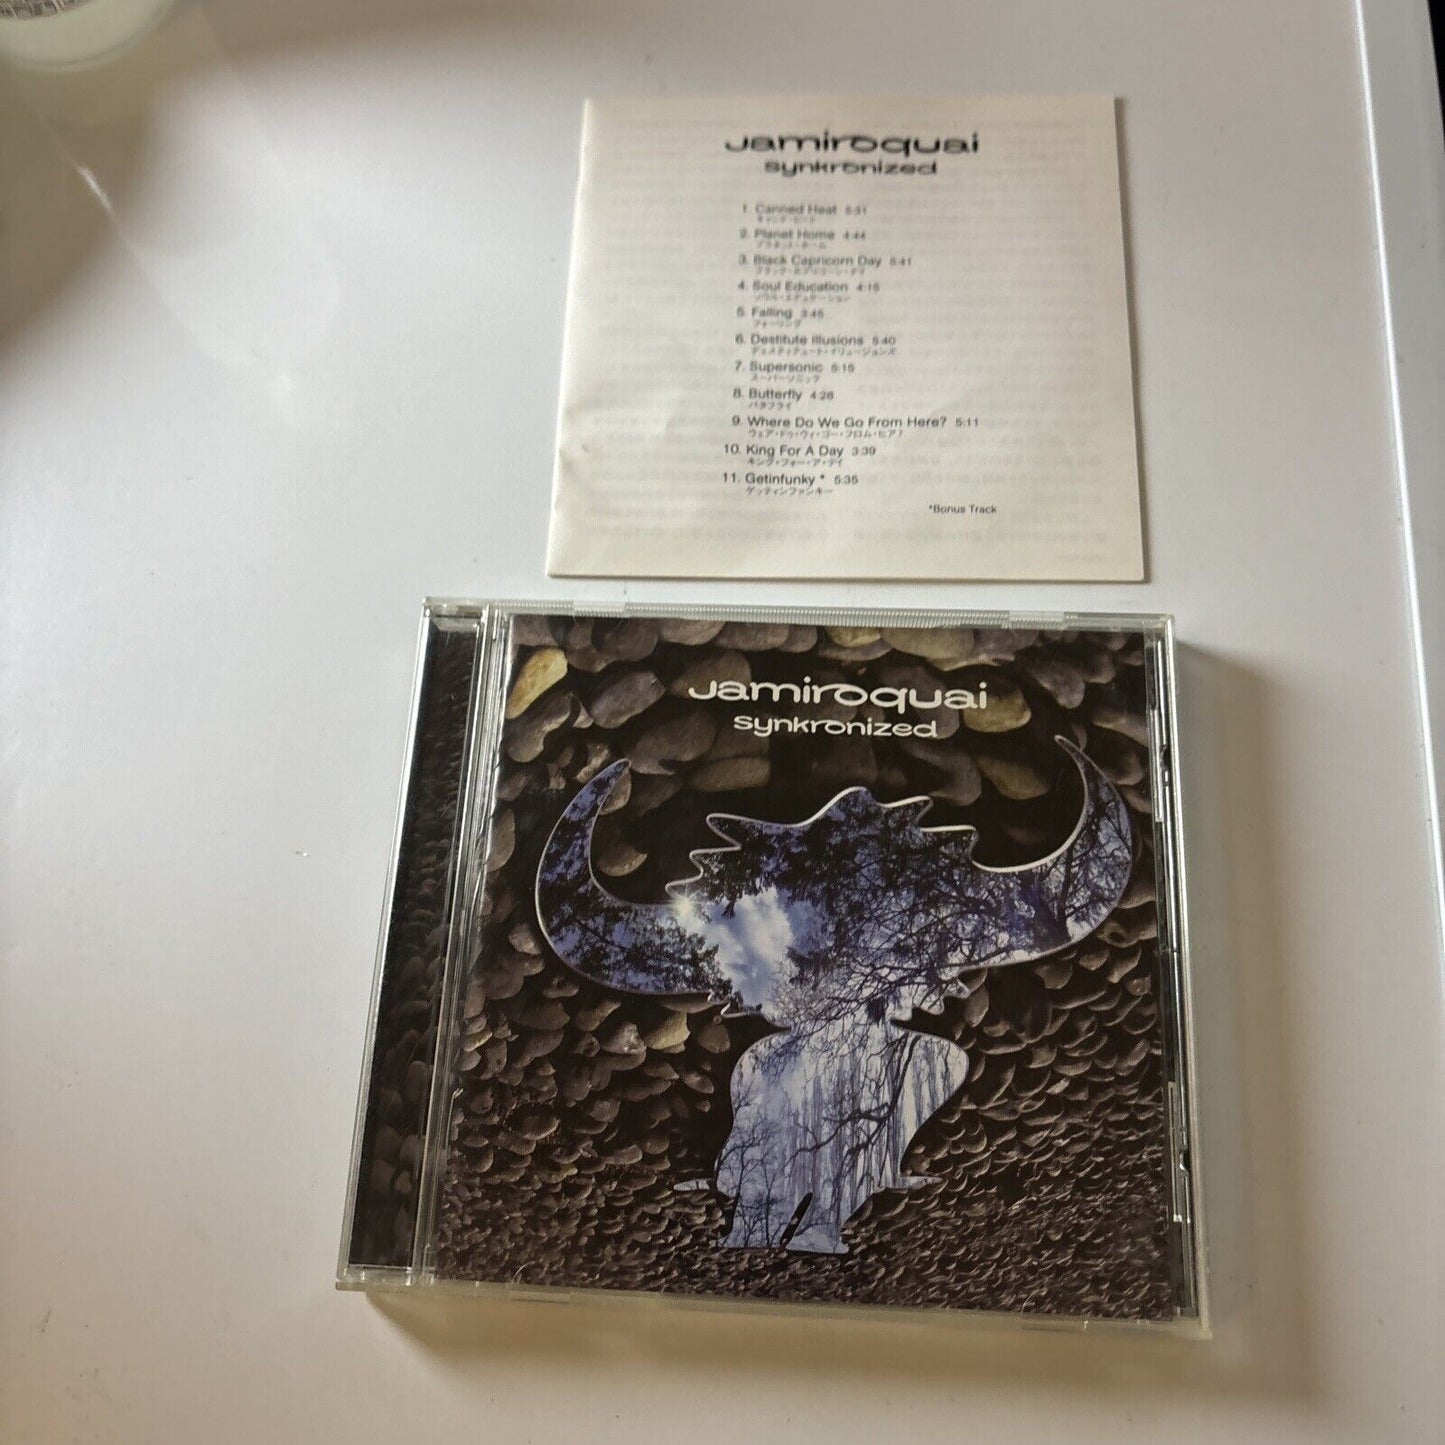 Jamiroquai
synkronized
1. Canned Heat 5:31
キャンド・ヒート
2. Planet Home 4:44
プラネット・ホーム
3. Black Capricorn Day 5:41
ブラック・カプリコーン・デイ
4. Soul Education 4:15
ソウル・エデュケーション
5. Falling 3:45
フォーリング
6. Destitute Illusions 5:40
デスティテュート・イリュージョンズ
7. Supersonic 5:15
スーパーソニック
8. Butterfly 4:28
バタフライ
9. Where Do We Go From Here? 5:11
ウェア・ドゥ・ウィ・ゴー・フロム・ヒア?
10. King For A Day 3:39
キング・フォー・ア・デイ
11. Getinfunky * 5:35
ゲッティンファンキー
*Bonus Track
Jamiroquai
synkronized